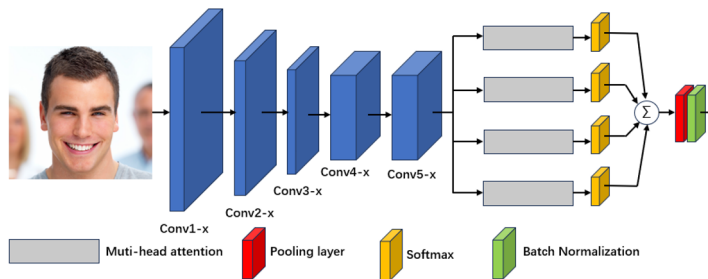 Σ
Conv1-x
Conv2-x
Conv3-x
Conv4-x
Conv5-x
Muti-head attention
Pooling layer
Softmax
Batch Normalization